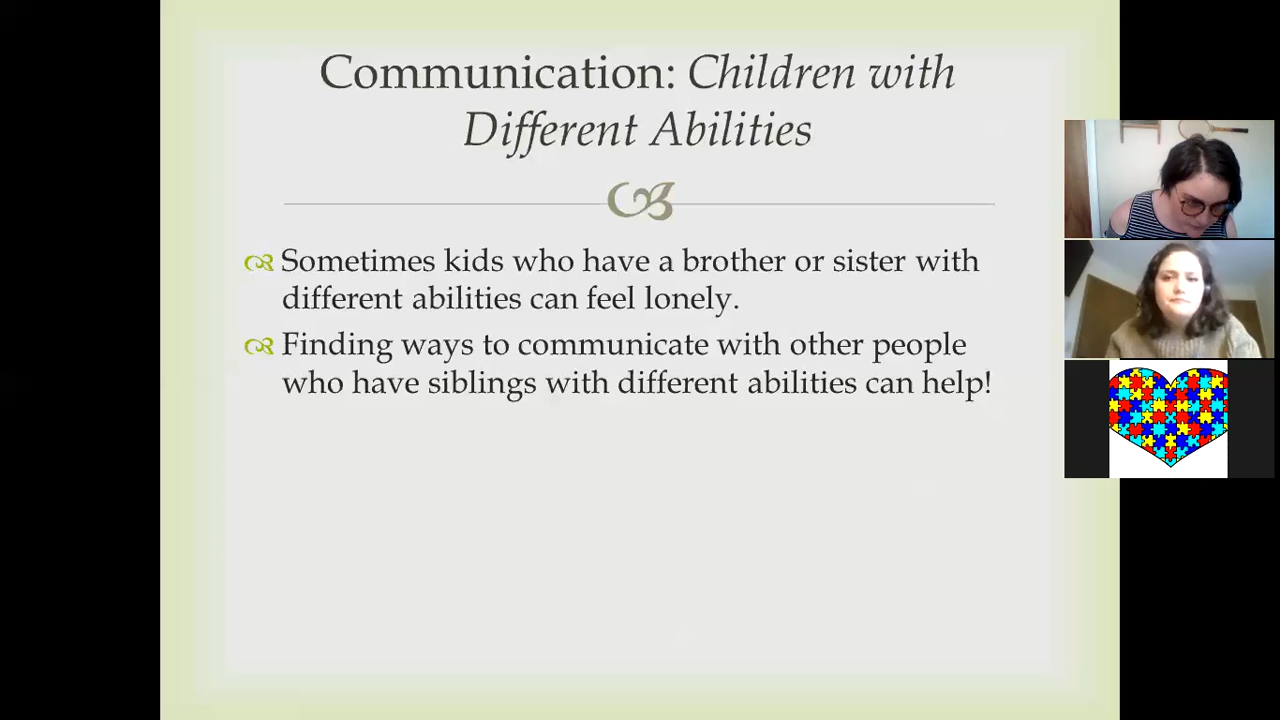 Communication: Children with
Different Abilities
Sometimes kids who have a brother or sister with
different abilities can feel lonely.
Finding ways to communicate with other people
who have siblings with different abilities can help!